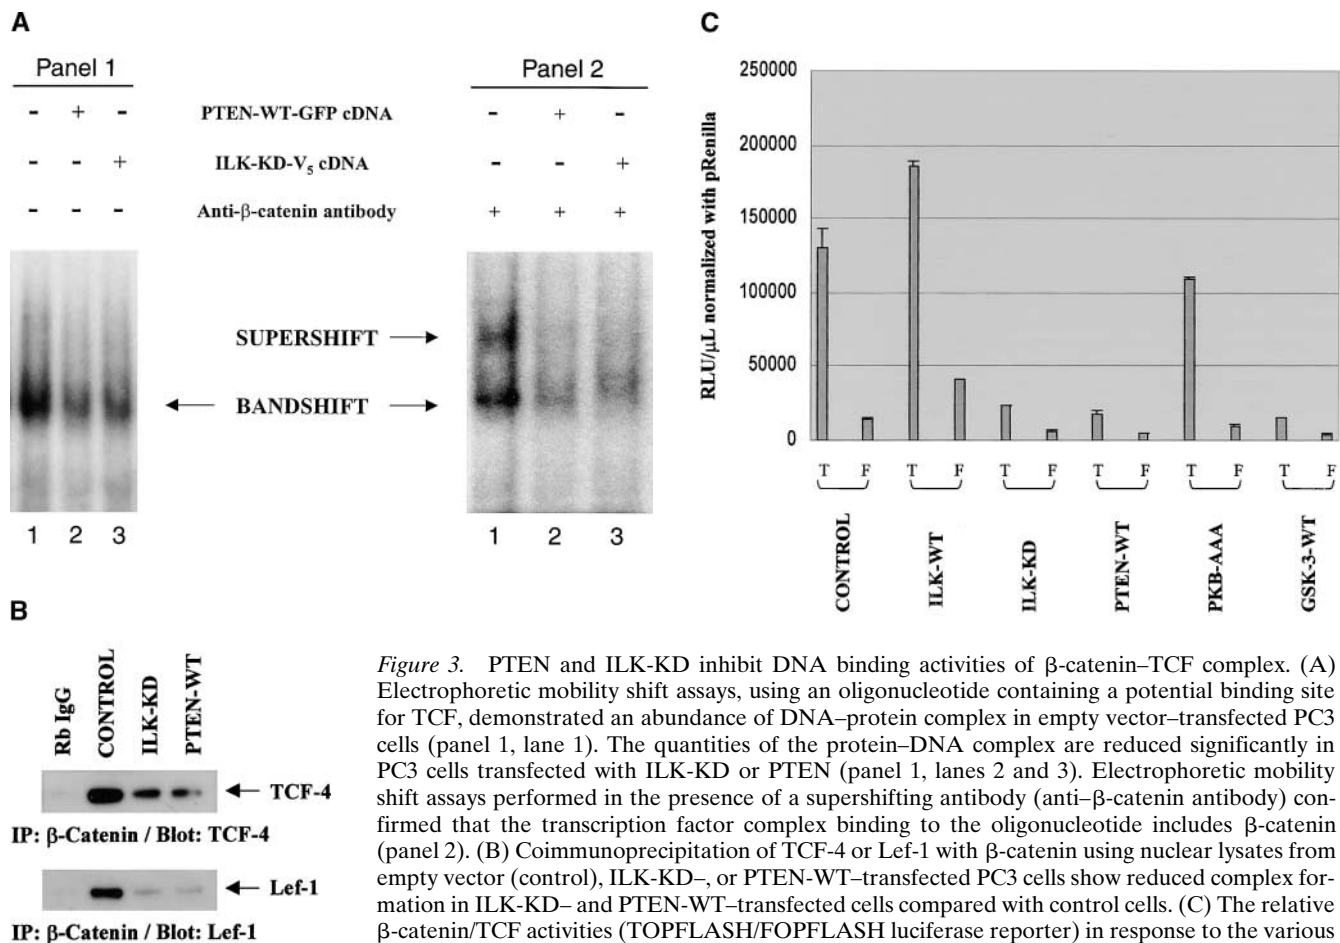 A
Panel 1
Panel 2
- + - PTEN-WT-GFP cDNA - + -
- - + ILK-KD-V5 cDNA - - +
- - - Anti-β-catenin antibody + + +
SUPERSHIFT
BANDSHIFT
1 2 3
1 2 3
B
Rb IgG
CONTROL
ILK-KD
PTEN-WT
TCF-4
IP: β-Catenin / Blot: TCF-4
Lef-1
IP: β-Catenin / Blot: Lef-1
C
RLU/µL normalized with pRenilla
250000
200000
150000
100000
50000
0
T F T F T F T F T F T F
CONTROL
ILK-WT
ILK-KD
PTEN-WT
PKB-AAA
GSK-3-WT
Figure 3. PTEN and ILK-KD inhibit DNA binding activities of β-catenin–TCF complex. (A)
Electrophoretic mobility shift assays, using an oligonucleotide containing a potential binding site
for TCF, demonstrated an abundance of DNA–protein complex in empty vector–transfected PC3
cells (panel 1, lane 1). The quantities of the protein–DNA complex are reduced significantly in
PC3 cells transfected with ILK-KD or PTEN (panel 1, lanes 2 and 3). Electrophoretic mobility
shift assays performed in the presence of a supershifting antibody (anti–β-catenin antibody) con-
firmed that the transcription factor complex binding to the oligonucleotide includes β-catenin
(panel 2). (B) Coimmunoprecipitation of TCF-4 or Lef-1 with β-catenin using nuclear lysates from
empty vector (control), ILK-KD–, or PTEN-WT–transfected PC3 cells show reduced complex for-
mation in ILK-KD– and PTEN-WT–transfected cells compared with control cells. (C) The relative
β-catenin/TCF activities (TOPFLASH/FOPFLASH luciferase reporter) in response to the various